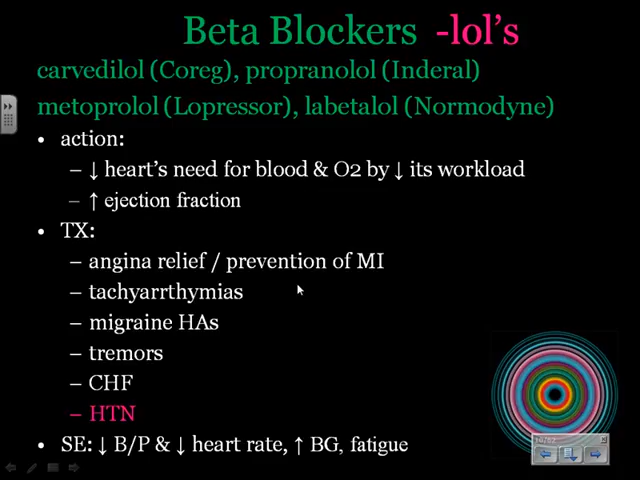 Beta Blockers -lol's
carvedilol (Coreg), propranolol (Inderal)
metoprolol (Lopressor), labetalol (Normodyne)
• action:
– ↓ heart's need for blood & O2 by ↓ its workload
– ↑ ejection fraction
• TX:
– angina relief / prevention of MI
– tachyarrthymias
– migraine HAs
– tremors
– CHF
– HTN
• SE: ↓ B/P & ↓ heart rate, ↑ BG, fatigue